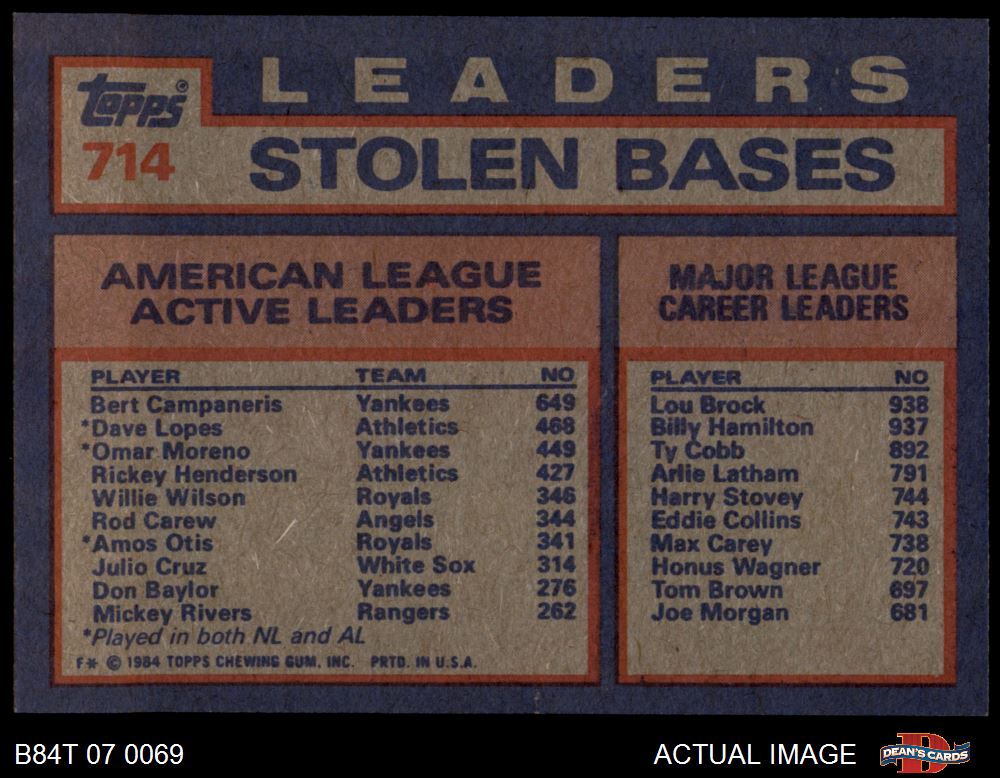 LEADERS
topps
714
STOLEN BASES
AMERICAN LEAGUE
ACTIVE LEADERS
PLAYER TEAM NO
Bert Campaneris Yankees 649
*Dave Lopes Athletics 468
*Omar Moreno Yankees 449
Rickey Henderson Athletics 427
Willie Wilson Royals 346
Rod Carew Angels 344
*Amos Otis Royals 341
Julio Cruz White Sox 314
Don Baylor Yankees 276
Mickey Rivers Rangers 262
*Played in both NL and AL
F* © 1984 TOPPS CHEWING GUM, INC. PRTD. IN U.S.A.
MAJOR LEAGUE
CAREER LEADERS
PLAYER NO
Lou Brock 938
Billy Hamilton 937
Ty Cobb 892
Arlie Latham 791
Harry Stovey 744
Eddie Collins 743
Max Carey 738
Honus Wagner 720
Tom Brown 697
Joe Morgan 681
B84T 07 0069
ACTUAL IMAGE
DEAN'S CARDS